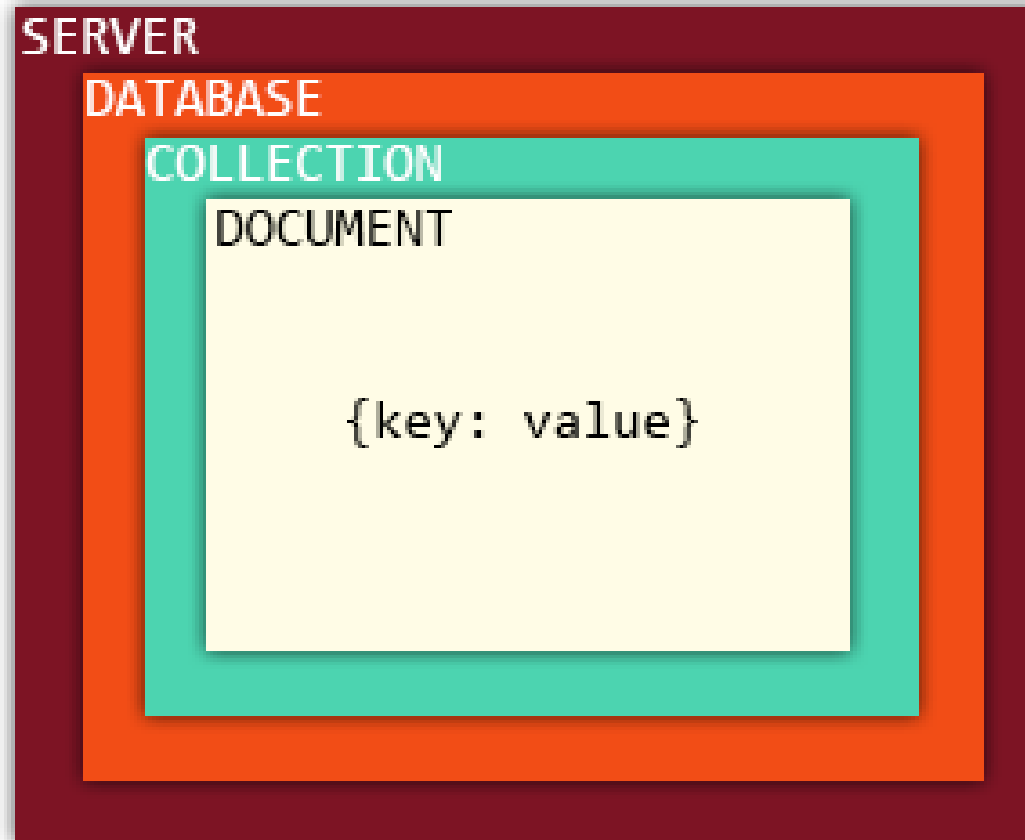 SERVER
DATABASE
COLLECTION
DOCUMENT
{key: value}